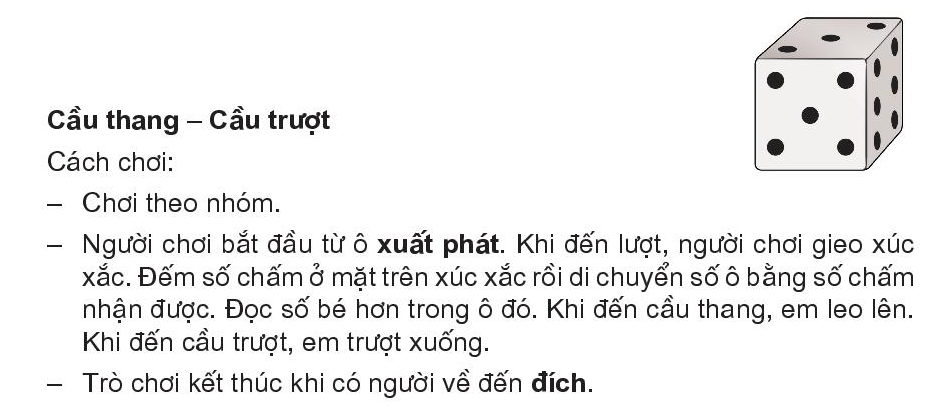 Cầu thang – Cầu trượt
Cách chơi:
– Chơi theo nhóm.
– Người chơi bắt đầu từ ô xuất phát. Khi đến lượt, người chơi gieo xúc
xắc. Đếm số chấm ở mặt trên xúc xắc rồi di chuyển số ô bằng số chấm
nhận được. Đọc số bé hơn trong ô đó. Khi đến cầu thang, em leo lên.
Khi đến cầu trượt, em trượt xuống.
– Trò chơi kết thúc khi có người về đến đích.